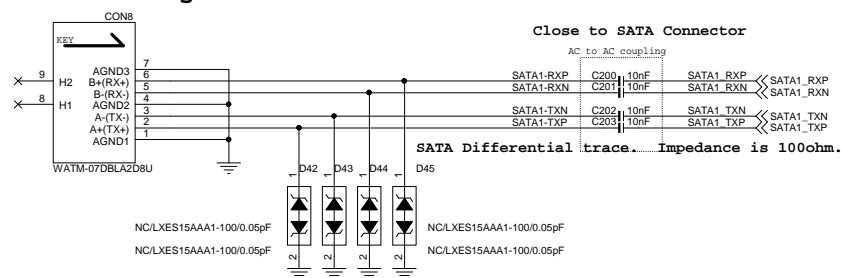 CON8
Close to SATA Connector
KEY
AC to AC coupling
7
AGND3
6
9 H2 B+(RX+) SATA1-RXP C200 10nF SATA1_RXP SATA1_RXP
5
B-(RX-) SATA1-RXN C201 10nF SATA1_RXN SATA1_RXN
4
8 H1 AGND2
3
A-(TX-) SATA1-TXN C202 10nF SATA1_TXN SATA1_TXN
2
A+(TX+) SATA1-TXP C203 10nF SATA1_TXP SATA1_TXP
1
AGND1
SATA Differential trace. Impedance is 100ohm.
WATM-07DBLA2D8U
D42 D43 D44 D45
1 1 1 1
NC/LXES15AAA1-100/0.05pF NC/LXES15AAA1-100/0.05pF
NC/LXES15AAA1-100/0.05pF NC/LXES15AAA1-100/0.05pF
2 2 2 2